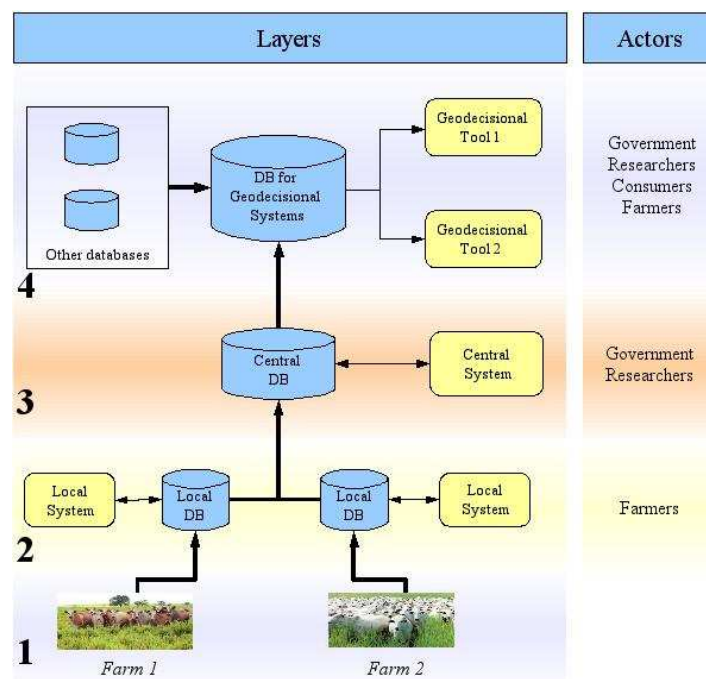 Layers
Actors
Geodecisional
Tool 1
DB for
Geodecisional
Systems
Geodecisional
Tool 2
Other databases
Government
Researchers
Consumers
Farmers
4
Central
DB
Central
System
Government
Researchers
3
Local
System
Local
DB
Local
DB
Local
System
Farmers
2
1
Farm 1
Farm 2